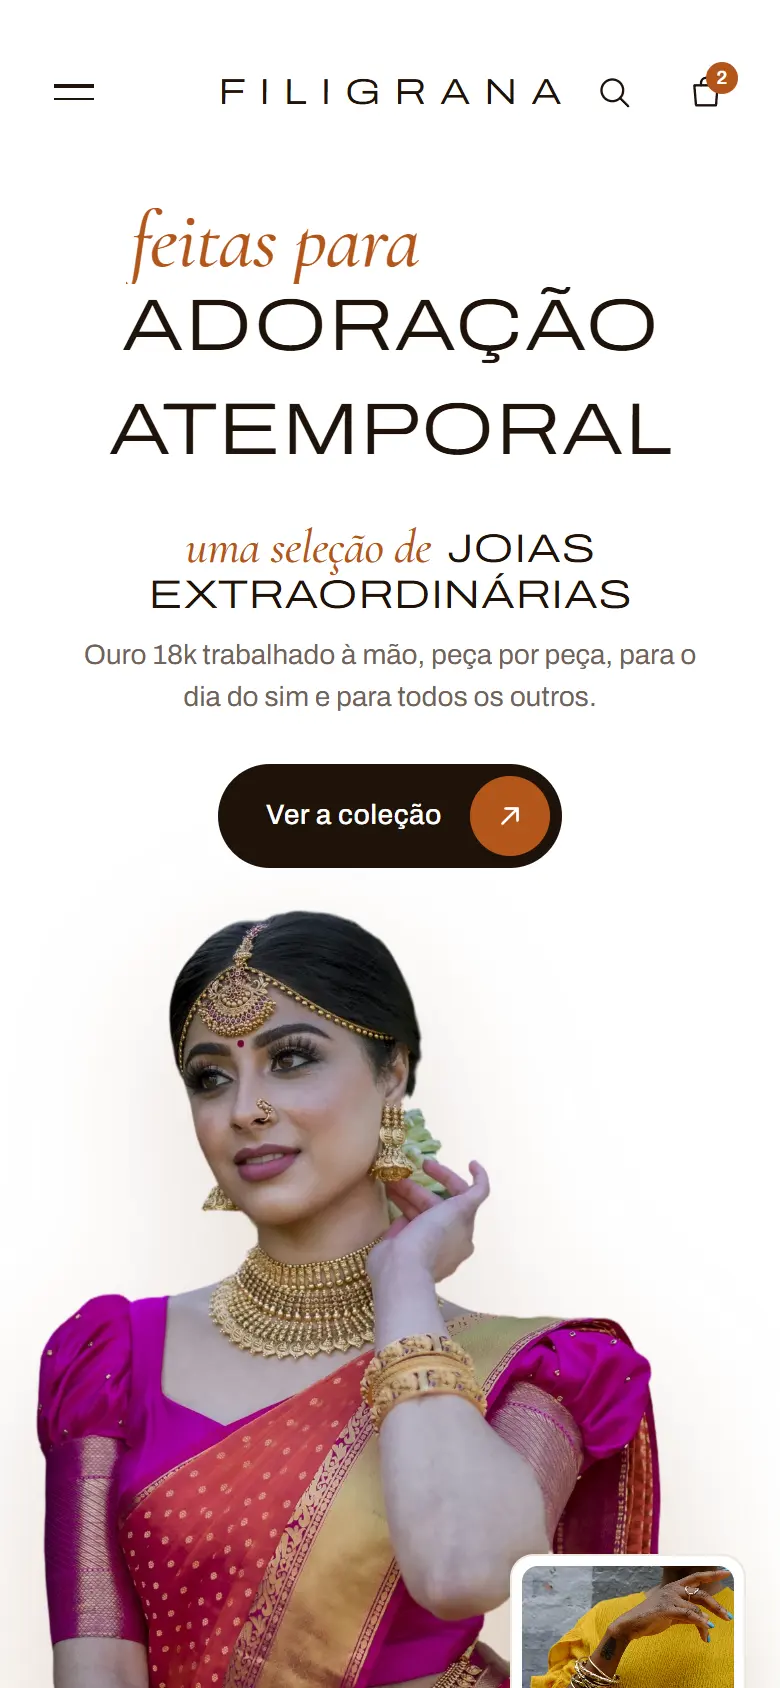 FILIGRANA
2
feitas para
ADORAÇÃO
ATEMPORAL
uma seleção de JOIAS
EXTRAORDINÁRIAS
Ouro 18k trabalhado à mão, peça por peça, para o
dia do sim e para todos os outros.
Ver a coleção